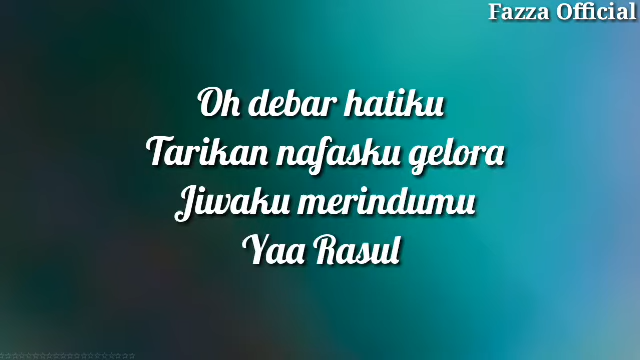 Fazza Official
Oh debar hatiku
Tarikan nafasku gelora
Jiwaku merindumu
Yaa Rasul